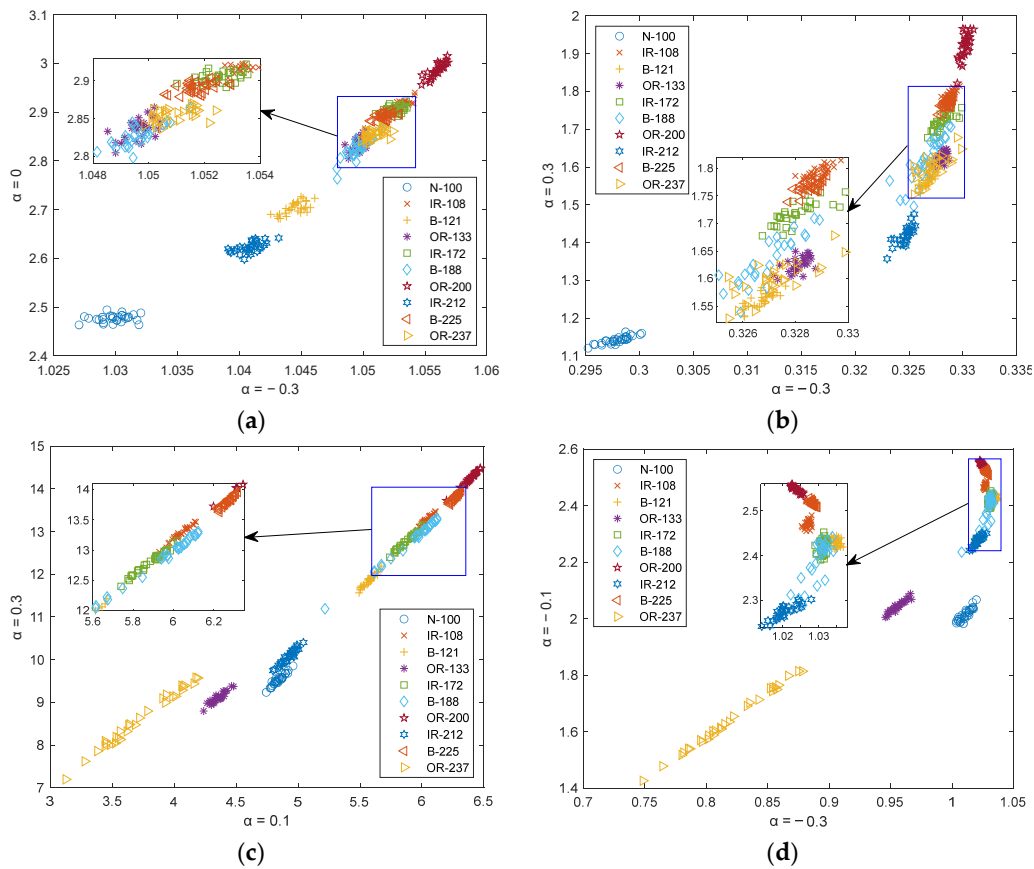 3.1
3
2.9
2.8
2.7
2.6
2.5
2.4
α = 0
1.025 1.03 1.035 1.04 1.045 1.05 1.055 1.06
α = − 0.3
2.9
2.85
2.8
1.048 1.05 1.052 1.054
N-100
IR-108
B-121
OR-133
IR-172
B-188
OR-200
IR-212
B-225
OR-237
(a)
2
1.9
1.8
1.7
1.6
1.5
1.4
1.3
1.2
1.1
α = 0.3
0.295 0.3 0.305 0.31 0.315 0.32 0.325 0.33 0.335
α = − 0.3
N-100
IR-108
B-121
OR-133
IR-172
B-188
OR-200
IR-212
B-225
OR-237
1.8
1.75
1.7
1.65
1.6
1.55
0.326 0.328 0.33
(b)
15
14
13
12
11
10
9
8
7
α = 0.3
3 3.5 4 4.5 5 5.5 6 6.5
α = 0.1
14
13.5
13
12.5
12
5.6 5.8 6 6.2
N-100
IR-108
B-121
OR-133
IR-172
B-188
OR-200
IR-212
B-225
OR-237
(c)
2.6
2.4
2.2
2
1.8
1.6
1.4
α = −0.1
0.7 0.75 0.8 0.85 0.9 0.95 1 1.05
α = − 0.3
N-100
IR-108
B-121
OR-133
IR-172
B-188
OR-200
IR-212
B-225
OR-237
2.5
2.4
2.3
1.02 1.03
(d)